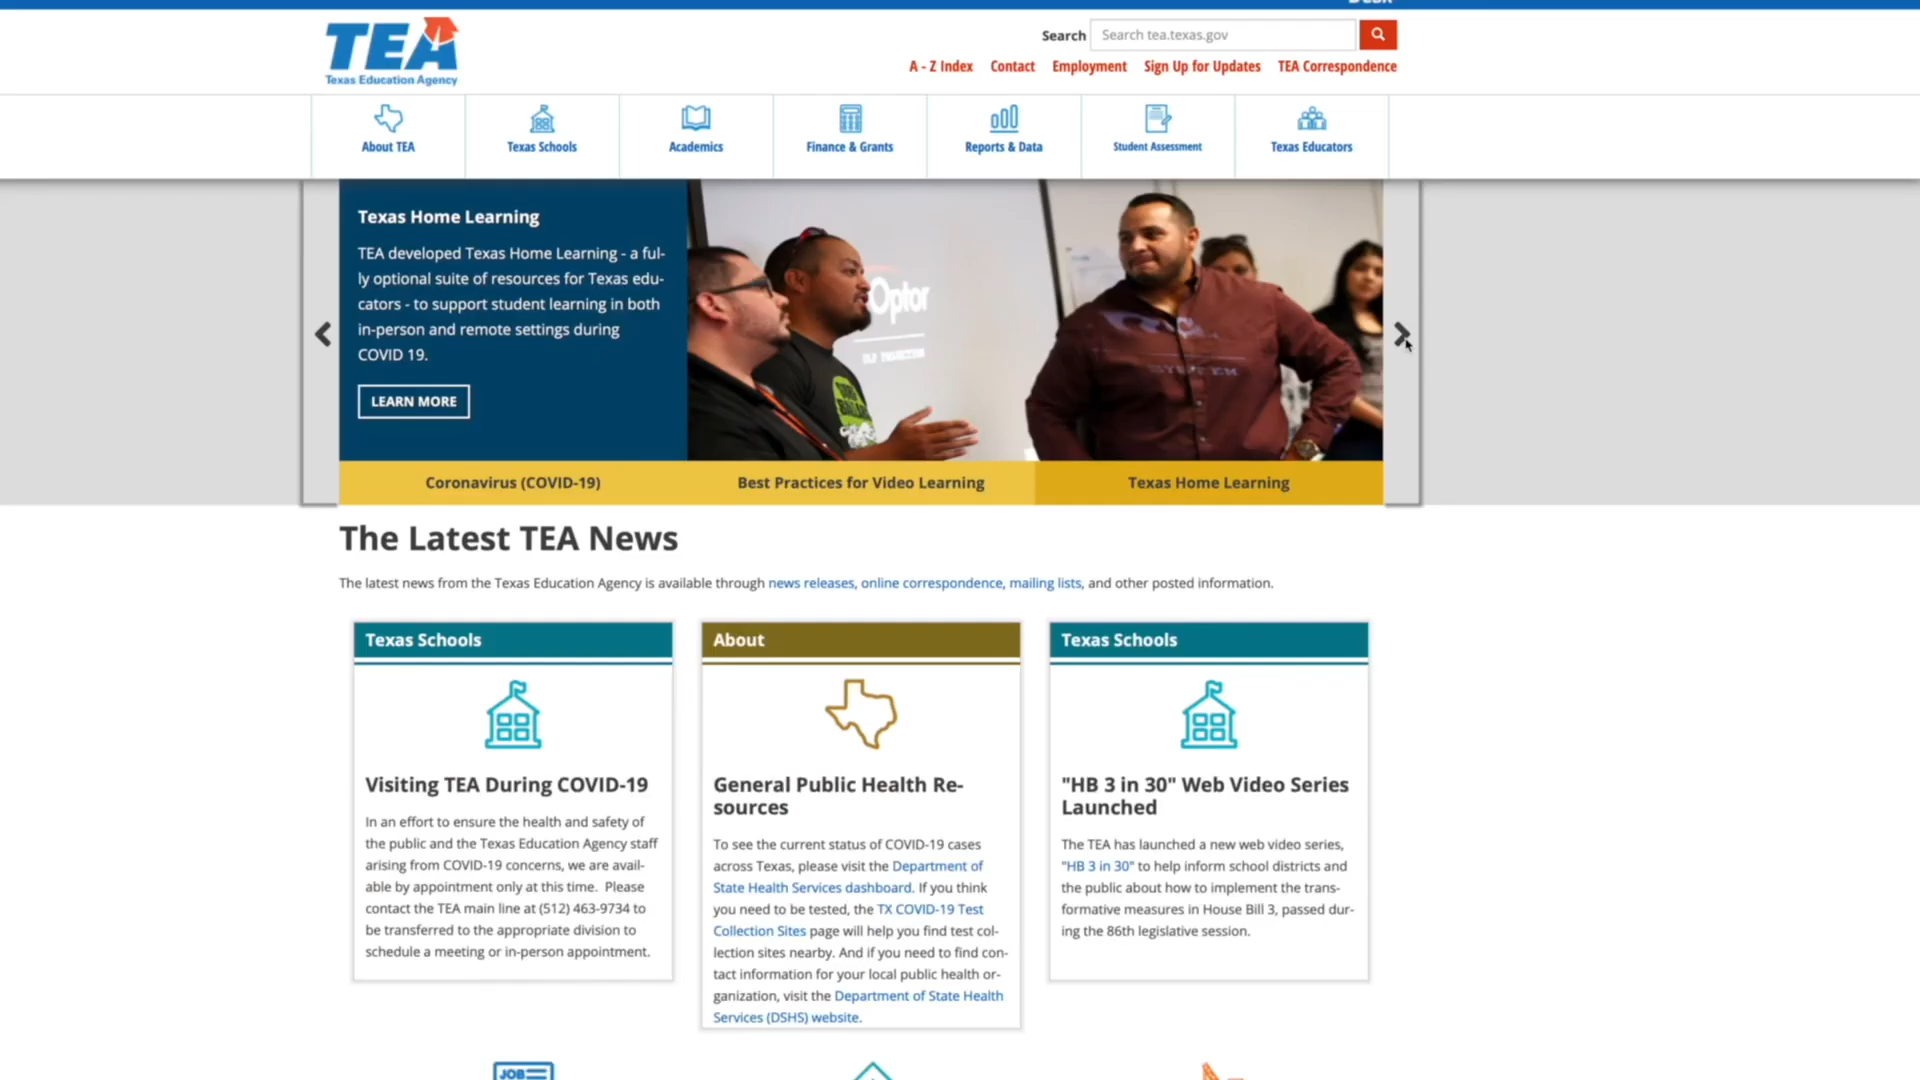 TEA
Texas Education Agency
Search
Search tea.texas.gov
A - Z Index
Contact
Employment
Sign Up for Updates
TEA Correspondence
About TEA
Texas Schools
Academics
Finance & Grants
Reports & Data
Student Assessment
Texas Educators
Texas Home Learning
TEA developed Texas Home Learning - a ful-
ly optional suite of resources for Texas edu-
cators - to support student learning in both
in-person and remote settings during
COVID 19.
LEARN MORE
Optom
Coronavirus (COVID-19)
Best Practices for Video Learning
Texas Home Learning
The Latest TEA News
The latest news from the Texas Education Agency is available through news releases, online correspondence, mailing lists, and other posted information.
Texas Schools
Visiting TEA During COVID-19
In an effort to ensure the health and safety of
the public and the Texas Education Agency staff
arising from COVID-19 concerns, we are avail-
able by appointment only at this time. Please
contact the TEA main line at (512) 463-9734 to
be transferred to the appropriate division to
schedule a meeting or in-person appointment.
About
General Public Health Re-
sources
To see the current status of COVID-19 cases
across Texas, please visit the Department of
State Health Services dashboard. If you think
you need to be tested, the TX COVID-19 Test
Collection Sites page will help you find test col-
lection sites nearby. And if you need to find con-
tact information for your local public health or-
ganization, visit the Department of State Health
Services (DSHS) website.
Texas Schools
"HB 3 in 30" Web Video Series
Launched
The TEA has launched a new web video series,
"HB 3 in 30" to help inform school districts and
the public about how to implement the trans-
formative measures in House Bill 3, passed dur-
ing the 86th legislative session.
JOB